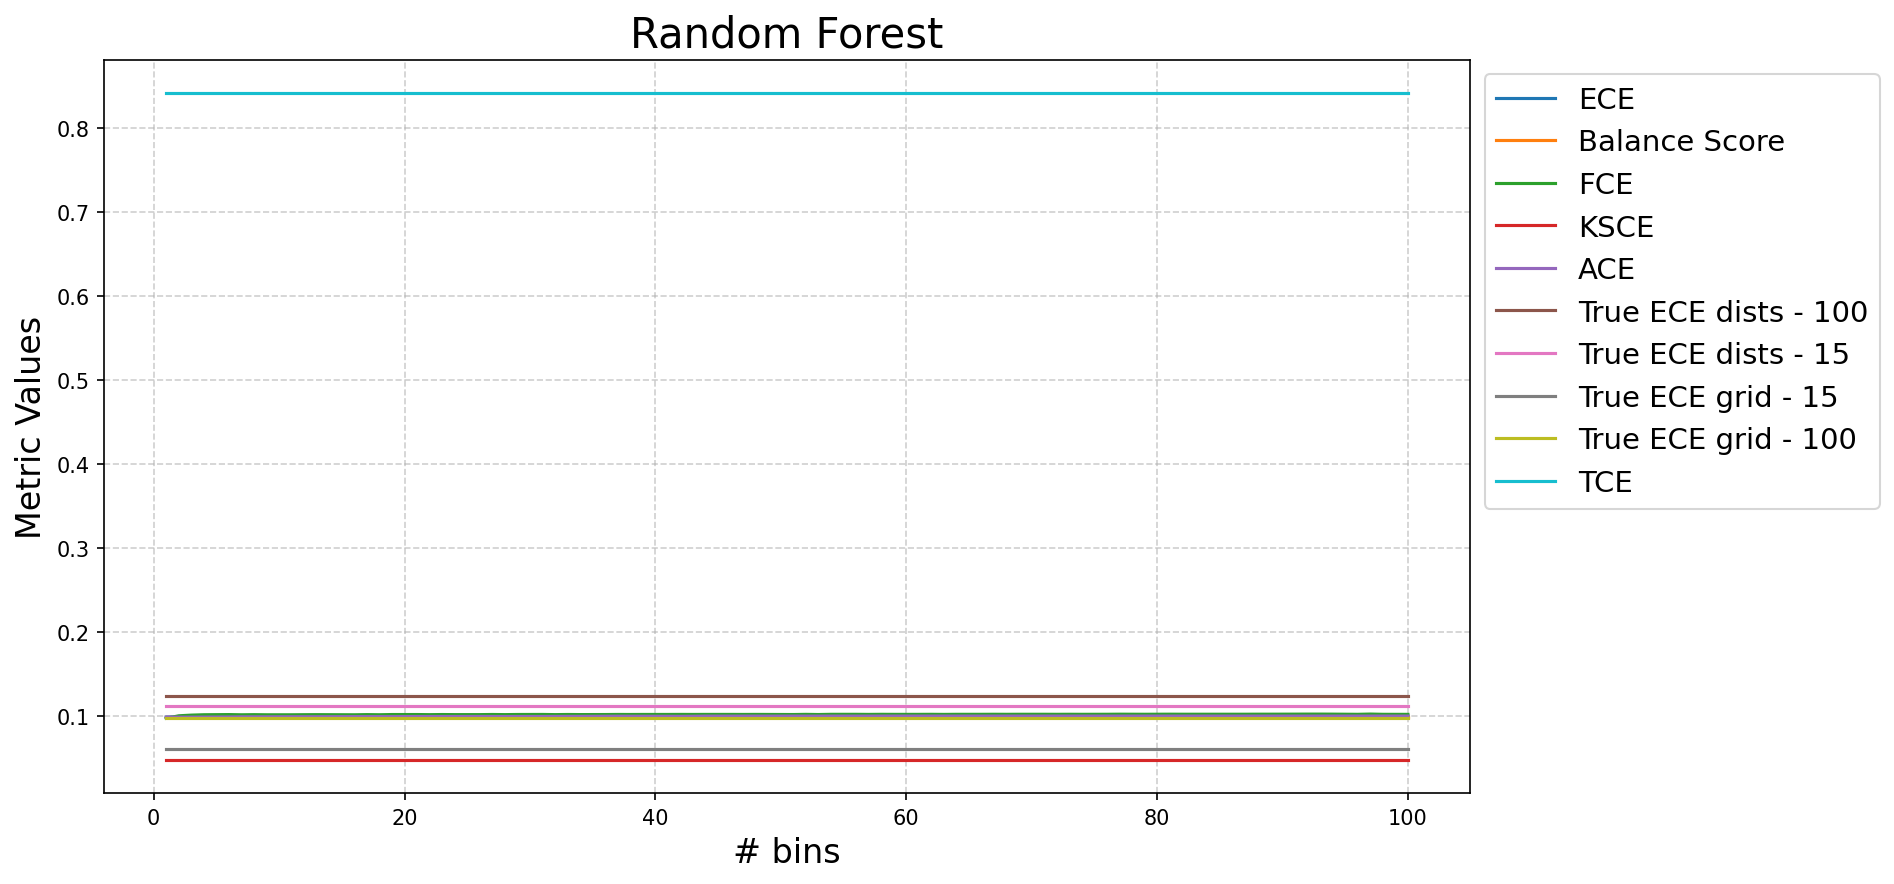 Random Forest
Metric Values
0.8
0.7
0.6
0.5
0.4
0.3
0.2
0.1
0
20
40
60
80
100
# bins
ECE
Balance Score
FCE
KSCE
ACE
True ECE dists - 100
True ECE dists - 15
True ECE grid - 15
True ECE grid - 100
TCE